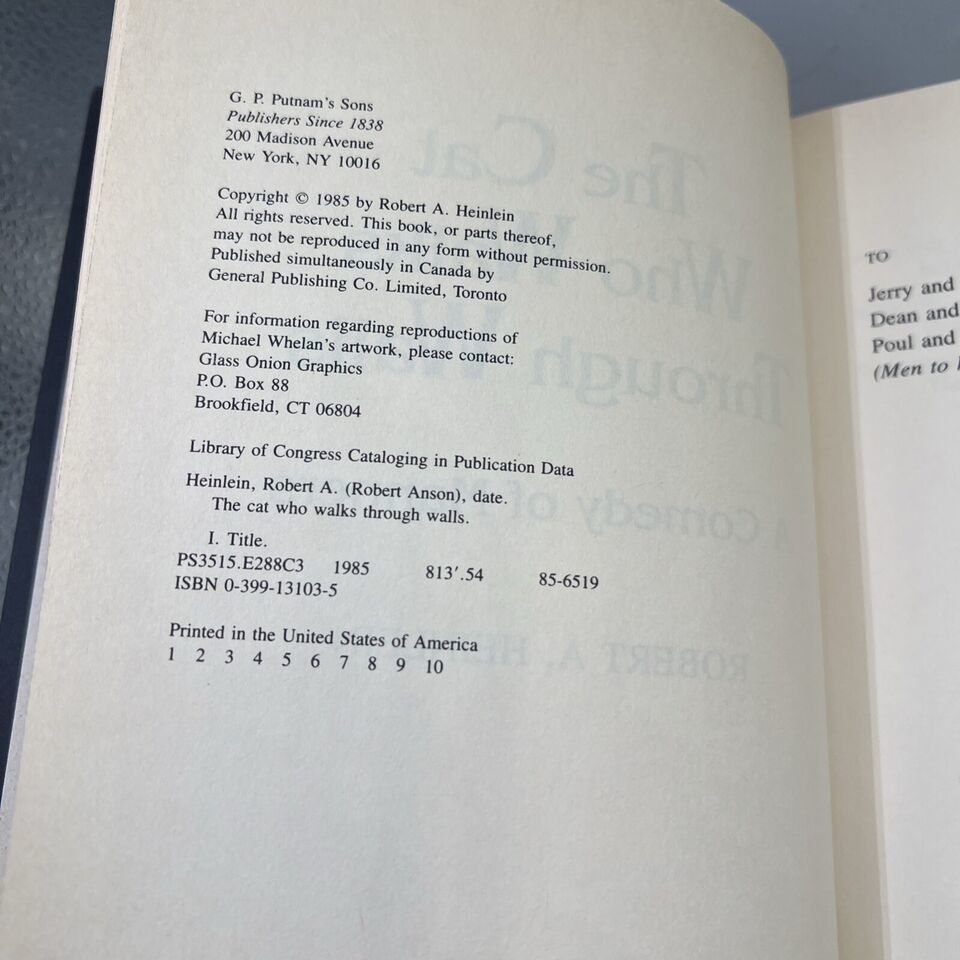 G. P. Putnam's Sons
Publishers Since 1838
200 Madison Avenue
New York, NY 10016
Copyright © 1985 by Robert A. Heinlein
All rights reserved. This book, or parts thereof,
may not be reproduced in any form without permission.
Published simultaneously in Canada by
General Publishing Co. Limited, Toronto
For information regarding reproductions of
Michael Whelan's artwork, please contact:
Glass Onion Graphics
P.O. Box 88
Brookfield, CT 06804
Library of Congress Cataloging in Publication Data
Heinlein, Robert A. (Robert Anson), date.
The cat who walks through walls.
I. Title.
PS3515.E288C3 1985 813'.54 85-6519
ISBN 0-399-13103-5
Printed in the United States of America
1 2 3 4 5 6 7 8 9 10
TO
Jerry and
Dean and
Poul and
(Men to